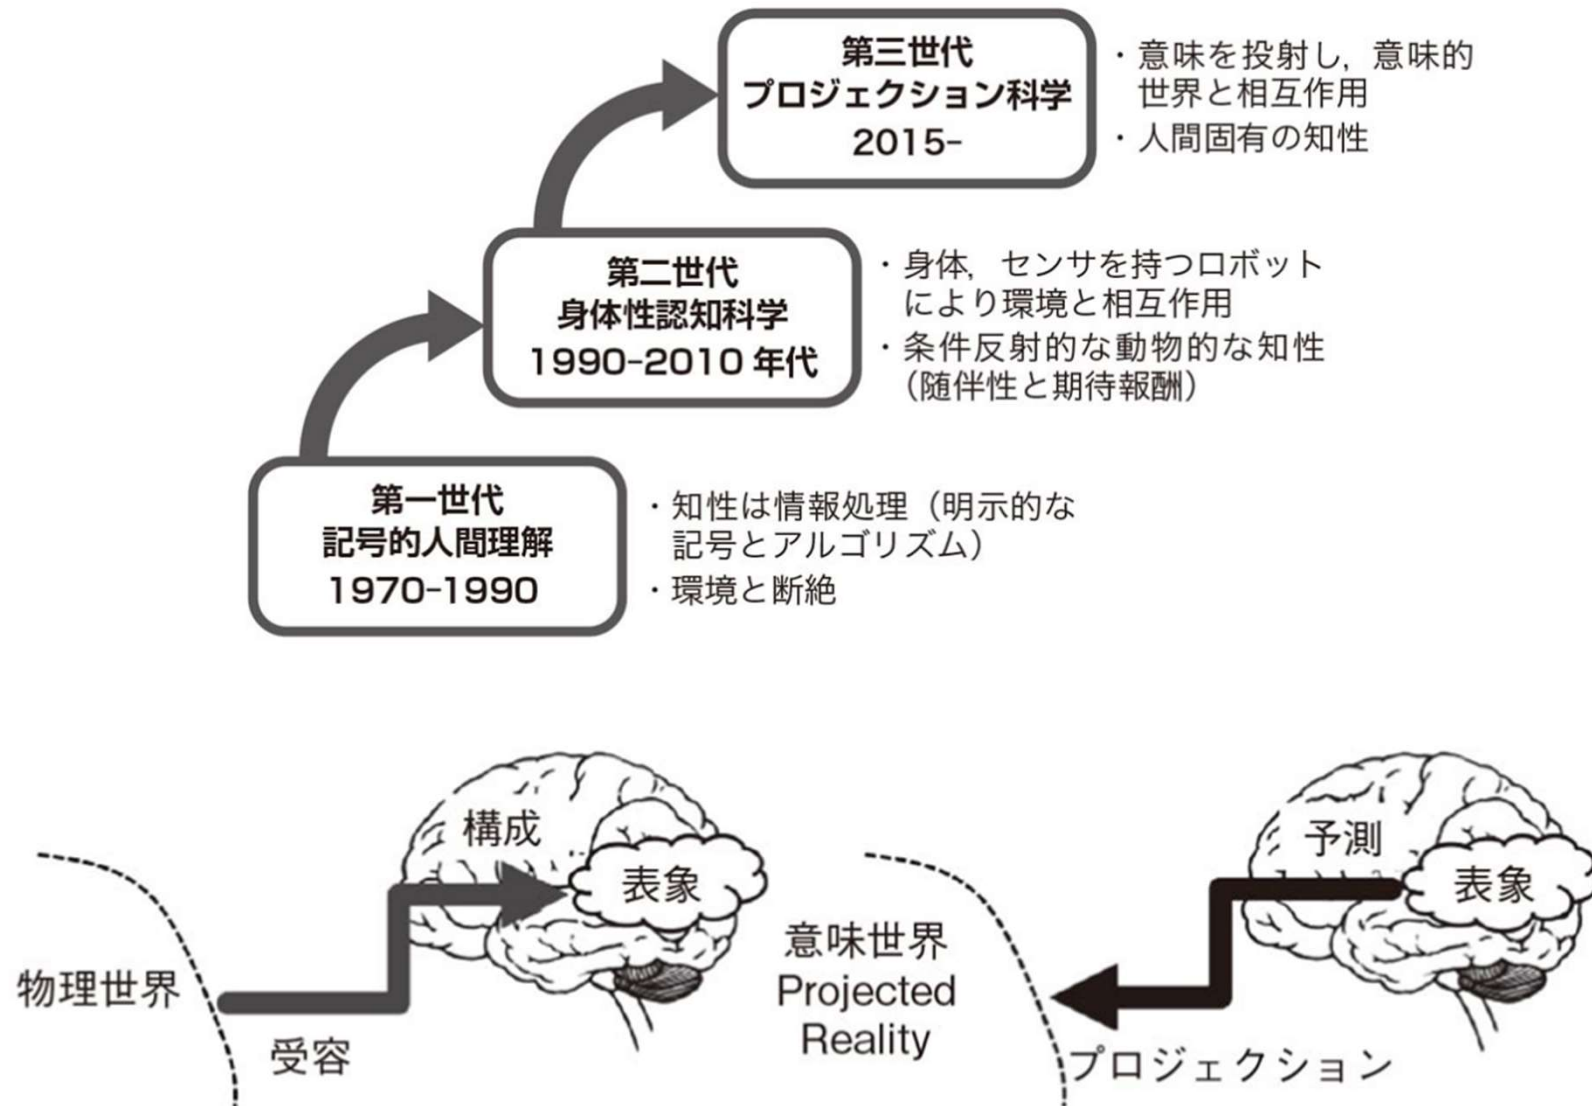 第三世代
プロジェクション科学
2015–
・意味を投射し，意味的
世界と相互作用
・人間固有の知性
第二世代
身体性認知科学
1990–2010 年代
・身体，センサを持つロボット
により環境と相互作用
・条件反射的な動物的な知性
（随伴性と期待報酬）
第一世代
記号的人間理解
1970–1990
・知性は情報処理（明示的な
記号とアルゴリズム）
・環境と断絶
構成
表象
物理世界
受容
予測
表象
意味世界
Projected
Reality
プロジェクション